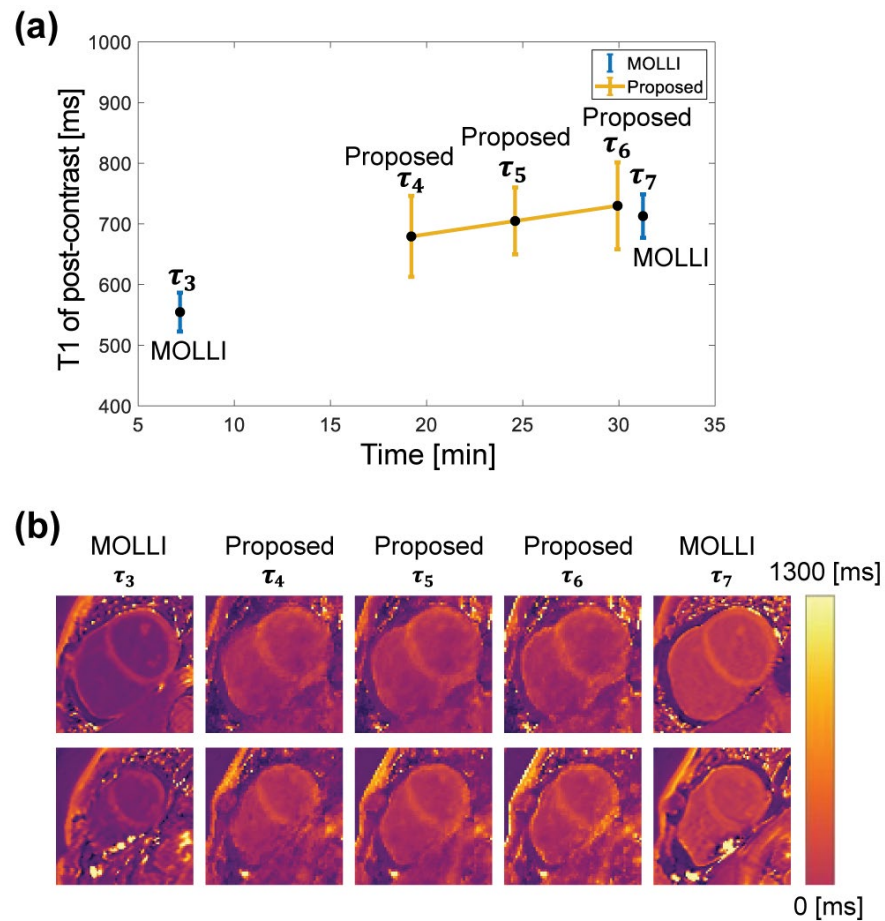 (a)
1000
900
800
700
600
500
400
5
10
15
20
25
30
35
T1 of post-contrast [ms]
Time [min]
MOLLI
Proposed
τ₃
MOLLI
Proposed
τ₄
Proposed
τ₅
Proposed
τ₆
τ₇
MOLLI
(b)
MOLLI Proposed Proposed Proposed MOLLI
τ₃ τ₄ τ₅ τ₆ τ₇
1300 [ms]
0 [ms]